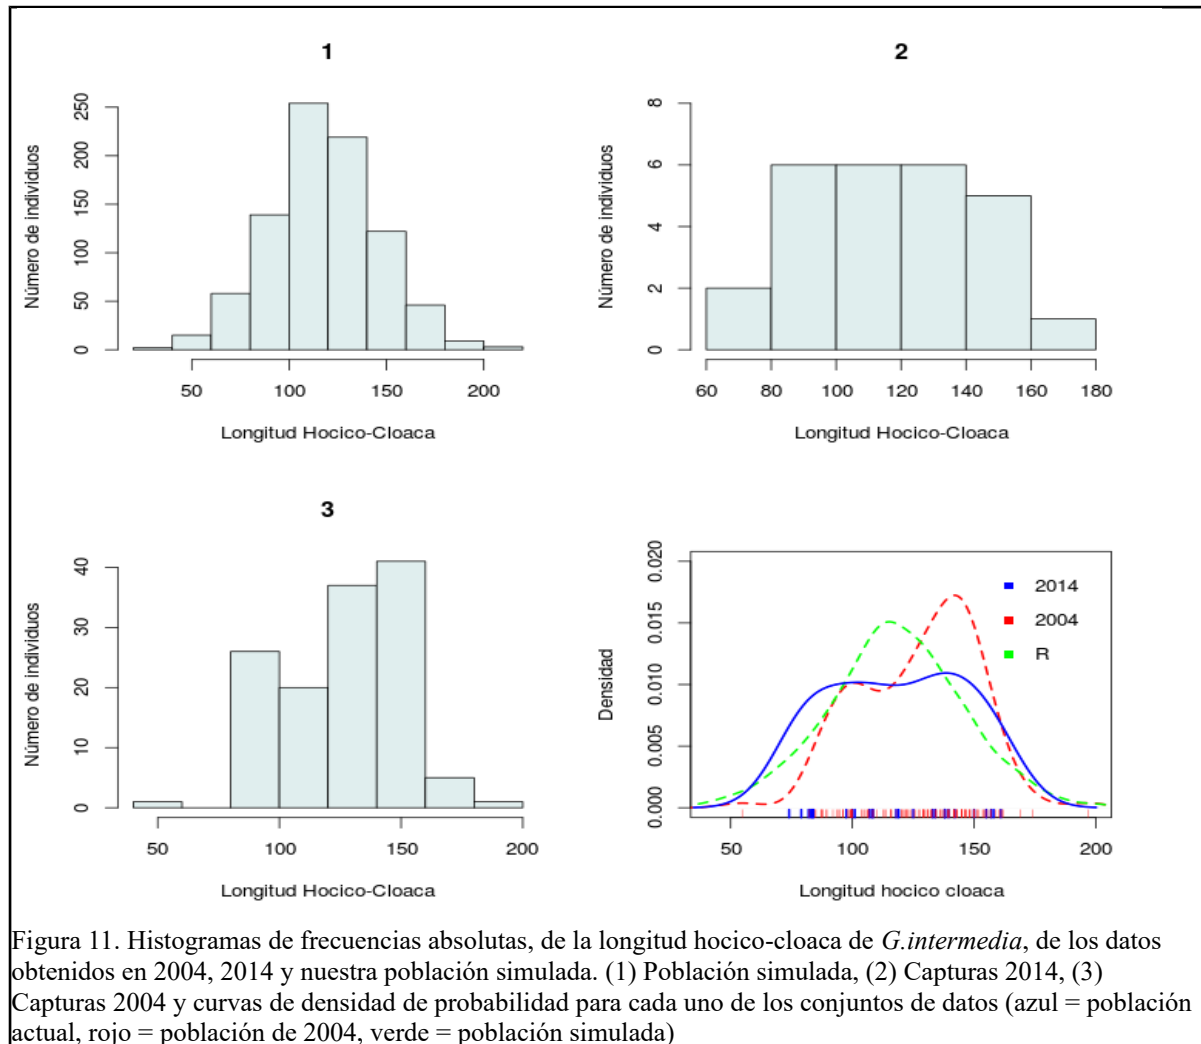 1
Número de individuos
0 50 100 150 200 250
50 100 150 200
Longitud Hocico-Cloaca
2
Número de individuos
0 2 4 6 8
60 80 100 120 140 160 180
Longitud Hocico-Cloaca
3
Número de individuos
0 10 20 30 40
50 100 150 200
Longitud Hocico-Cloaca
Densidad
0.000 0.005 0.010 0.015 0.020
2014
2004
R
50 100 150 200
Longitud hocico cloaca
Figura 11. Histogramas de frecuencias absolutas, de la longitud hocico-cloaca de G.intermedia, de los datos
obtenidos en 2004, 2014 y nuestra población simulada. (1) Población simulada, (2) Capturas 2014, (3)
Capturas 2004 y curvas de densidad de probabilidad para cada uno de los conjuntos de datos (azul = población
actual, rojo = población de 2004, verde = población simulada)